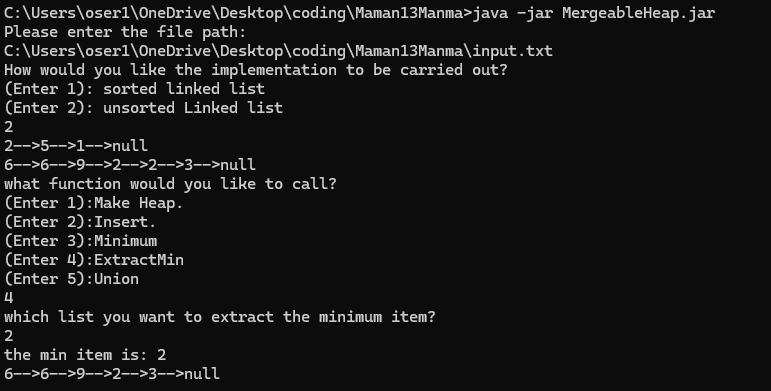 C:\Users\oser1\OneDrive\Desktop\coding\Maman13Manma>java -jar MergeableHeap.jar
Please enter the file path:
C:\Users\oser1\OneDrive\Desktop\coding\Maman13Manma\input.txt
How would you like the implementation to be carried out?
(Enter 1): sorted linked list
(Enter 2): unsorted Linked list
2
2-->5-->1-->null
6-->6-->9-->2-->2-->3-->null
what function would you like to call?
(Enter 1):Make Heap.
(Enter 2):Insert.
(Enter 3):Minimum
(Enter 4):ExtractMin
(Enter 5):Union
4
which list you want to extract the minimum item?
2
the min item is: 2
6-->6-->9-->2-->3-->null